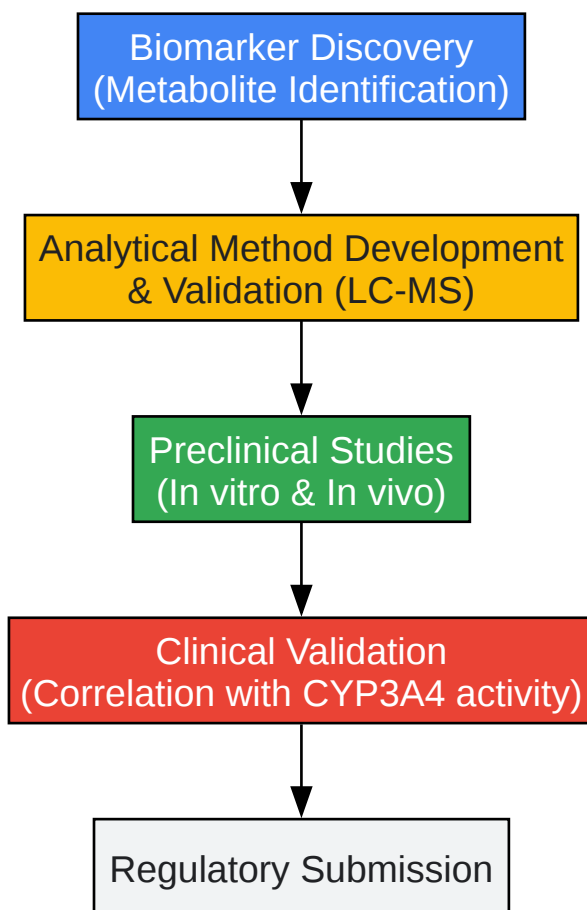 Biomarker Discovery
(Metabolite Identification)
Analytical Method Development
& Validation (LC-MS)
Preclinical Studies
(In vitro & In vivo)
Clinical Validation
(Correlation with CYP3A4 activity)
Regulatory Submission